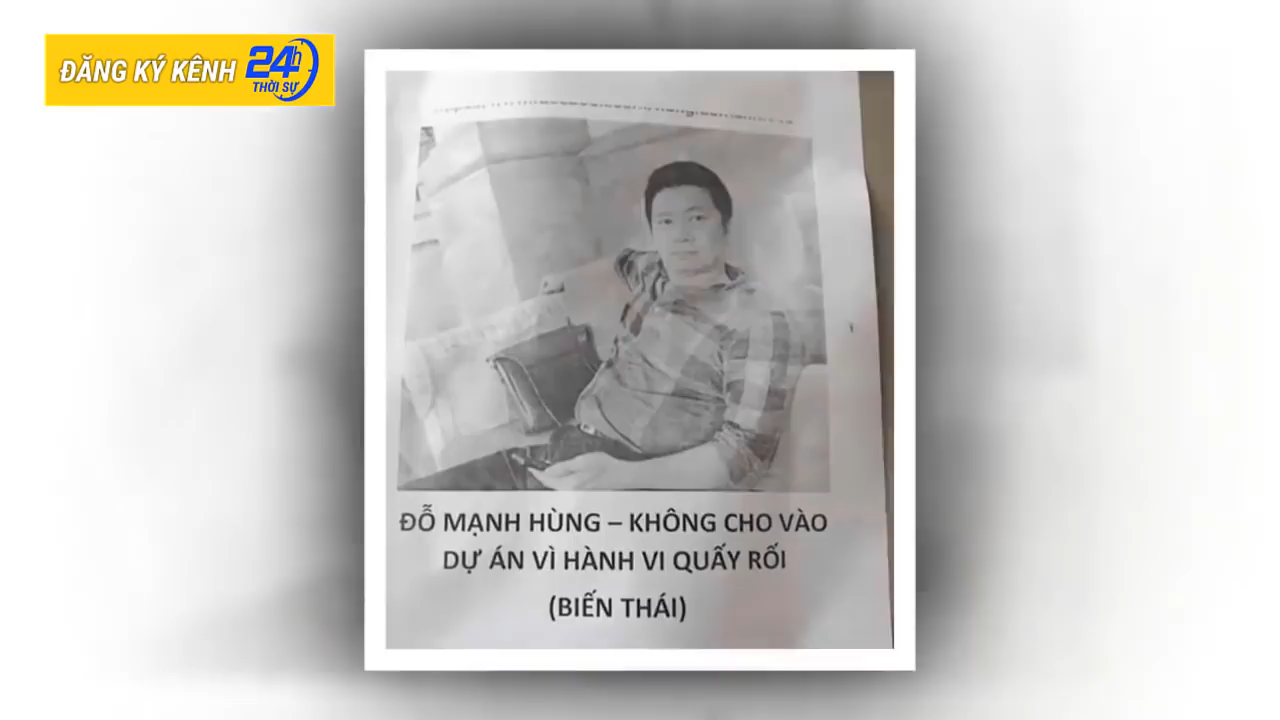 ĐĂNG KÝ KÊNH 24h
THỜI SỰ
ĐỖ MẠNH HÙNG – KHÔNG CHO VÀO
DỰ ÁN VÌ HÀNH VI QUẤY RỐI
(BIẾN THÁI)